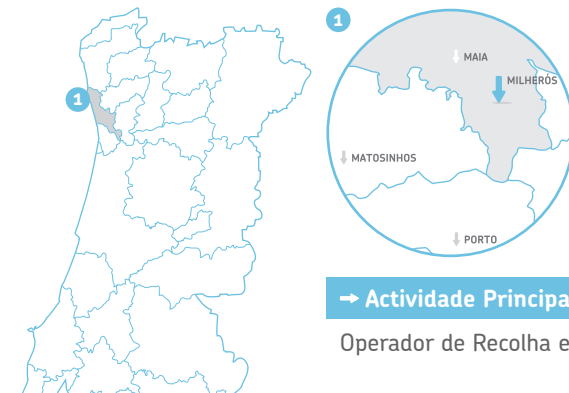 1
1
MAIA
MILHERÓS
MATOSINHOS
PORTO
→ Actividade Principa
Operador de Recolha e